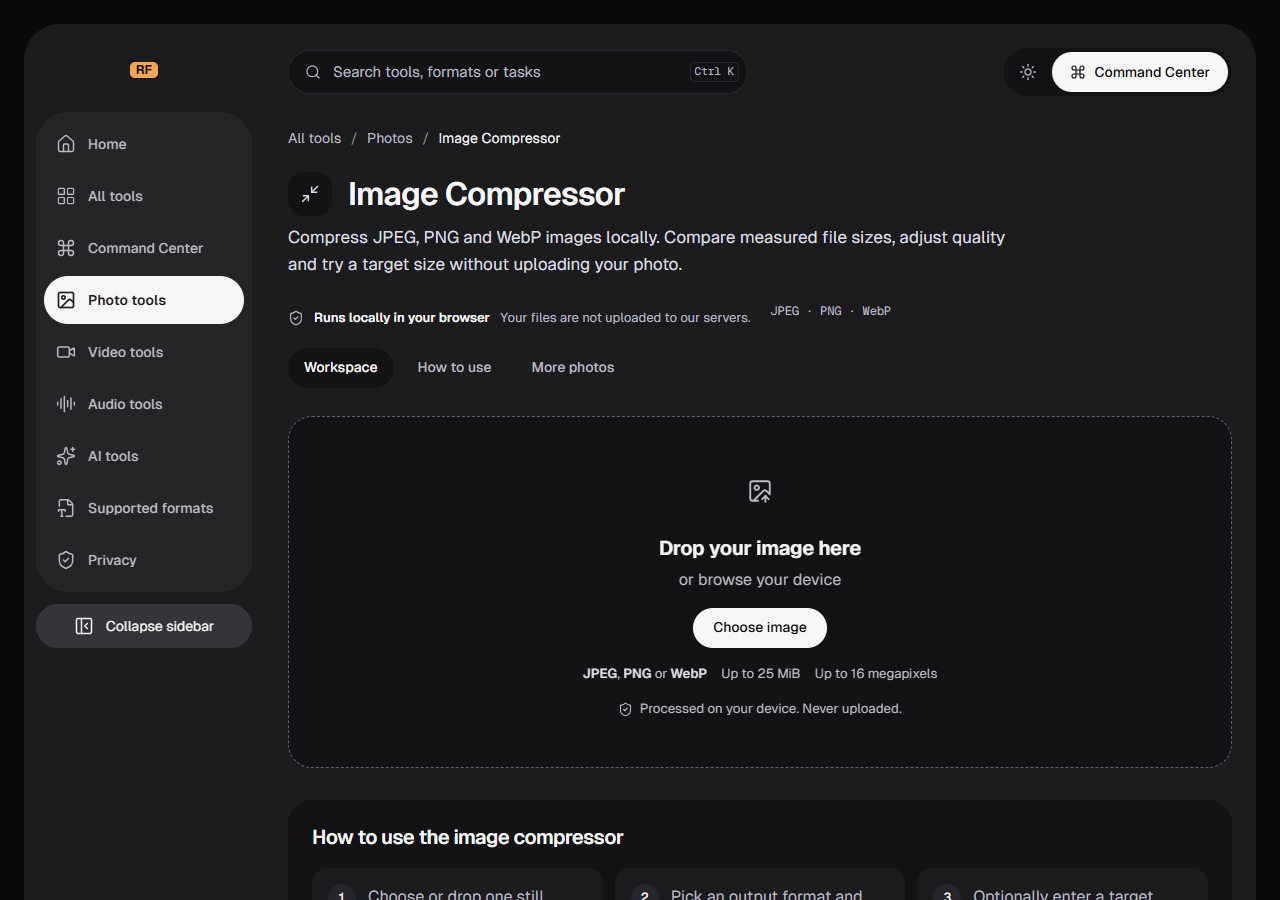 RF
Search tools, formats or tasks
Ctrl K
Command Center
Home
All tools
Command Center
Photo tools
Video tools
Audio tools
AI tools
Supported formats
Privacy
Collapse sidebar
All tools / Photos / Image Compressor
Image Compressor
Compress JPEG, PNG and WebP images locally. Compare measured file sizes, adjust quality
and try a target size without uploading your photo.
Runs locally in your browser Your files are not uploaded to our servers. JPEG · PNG · WebP
Workspace How to use More photos
Drop your image here
or browse your device
Choose image
JPEG, PNG or WebP Up to 25 MiB Up to 16 megapixels
Processed on your device. Never uploaded.
How to use the image compressor
1 Choose or drop one still
2 Pick an output format and
3 Optionally enter a target